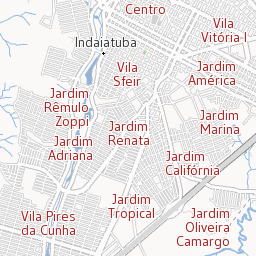 Centro
Vila
Vitória I
Indaiatuba
Vila
Sfeir
Jardim
América
Jardim
Rêmulo
Zoppi
Jardim
Marina
Jardim
Renata
Jardim
Adriana
Jardim
Califórnia
Jardim
Tropical
Vila Pires
da Cunha
Jardim
Oliveira
Camargo